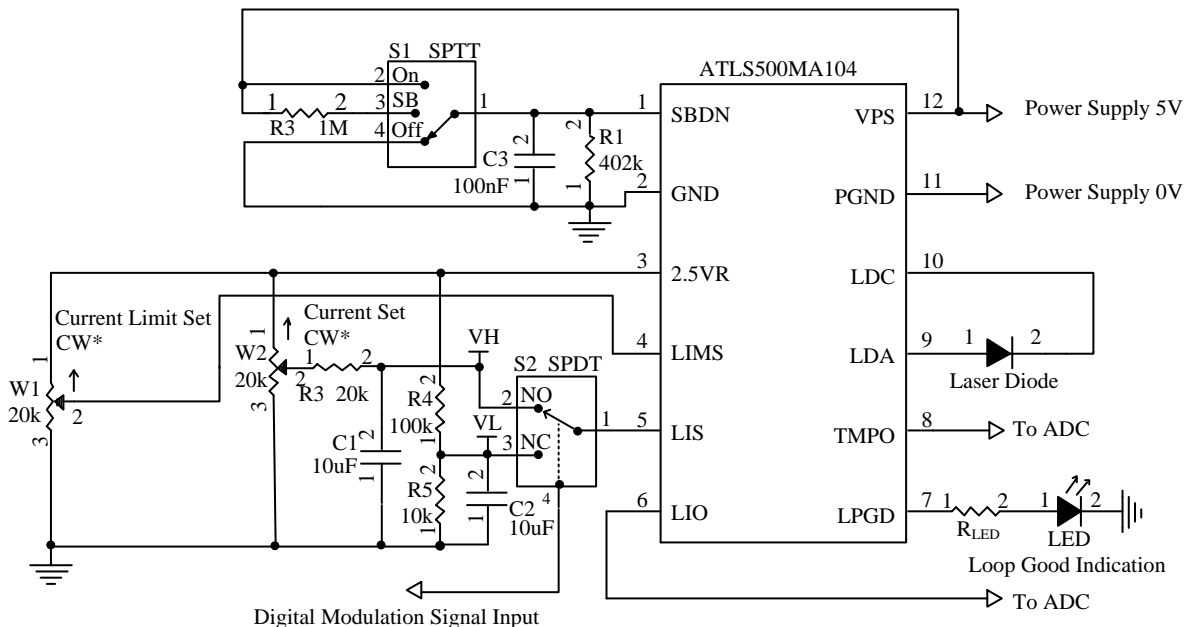 S1 SPTT
ATLS500MA104
2 On
1 2 3 SB 1
R3 1M
4 Off
2
C3
1
100nF
2
R1
402k
1
1 SBDN
2 GND
3 2.5VR
4 LIMS
5 LIS
6 LIO
VPS 12
Power Supply 5V
PGND 11
Power Supply 0V
LDC 10
LDA 9
1 2
Laser Diode
TMPO 8
To ADC
LPGD 7
1 2
RLED
1 2
LED
Loop Good Indication
To ADC
Current Limit Set
CW*
1
W1
20k
2
3
Current Set
CW*
1
W2
20k
2
3
1 2
R3 20k
VH
2
C1
10uF
1
2
R4
100k
1
VL
2
R5
10k
1
2
C2
10uF
1
S2 SPDT
2 NO
1
3 NC
4
Digital Modulation Signal Input